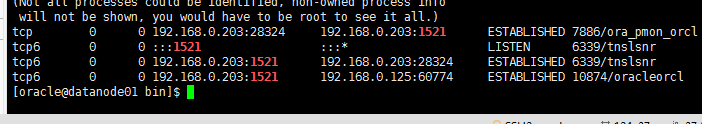 (Not all processes could be identified, non-owned process info
will not be shown, you would have to be root to see it all.)
tcp 0 0 192.168.0.203:28324 192.168.0.203:1521 ESTABLISHED 7886/ora_pmon_orcl
tcp6 0 0 :::1521 :::* LISTEN 6339/tnslsnr
tcp6 0 0 192.168.0.203:1521 192.168.0.203:28324 ESTABLISHED 6339/tnslsnr
tcp6 0 0 192.168.0.203:1521 192.168.0.125:60774 ESTABLISHED 10874/oracleorcl
[oracle@datanode01 bin]$